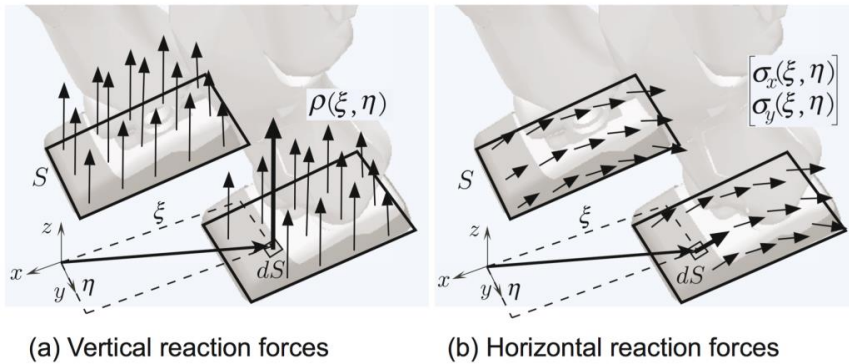 ρ(ξ, η)
S
ξ
z
x
y
η
dS
(a) Vertical reaction forces
σx(ξ, η)
σy(ξ, η)
S
ξ
z
x
y
η
dS
(b) Horizontal reaction forces